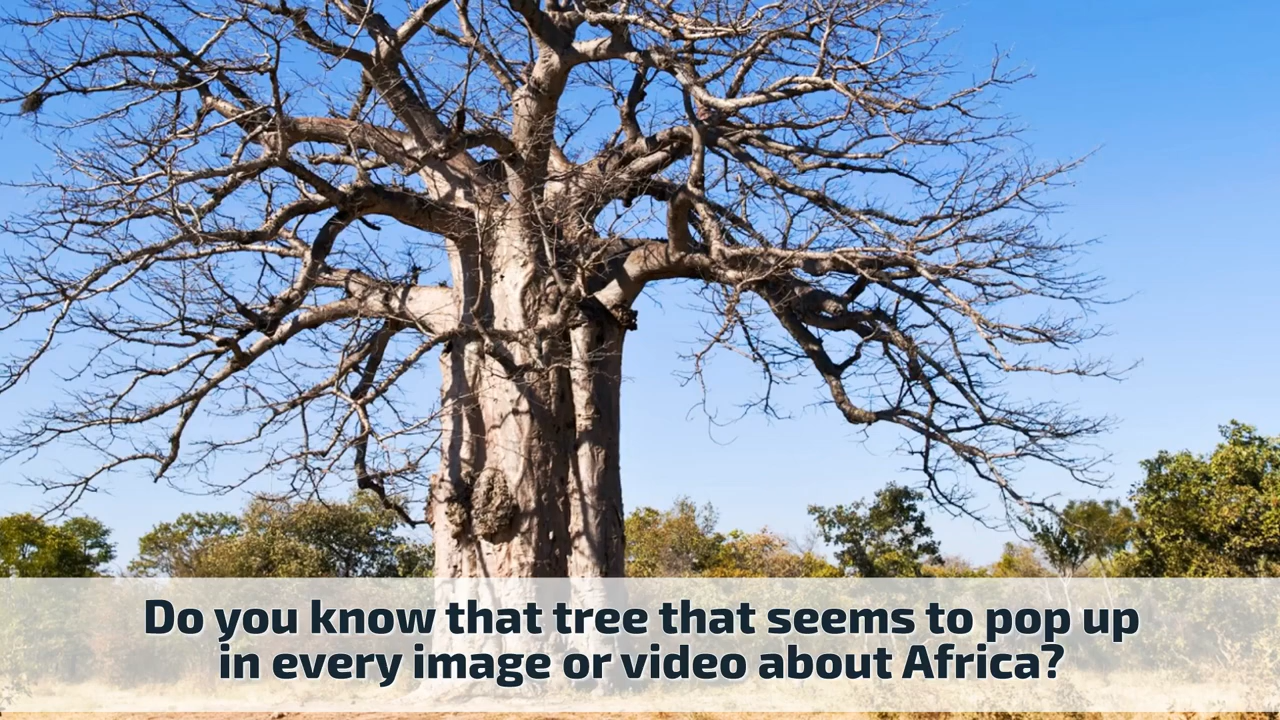 Do you know that tree that seems to pop up
in every image or video about Africa?